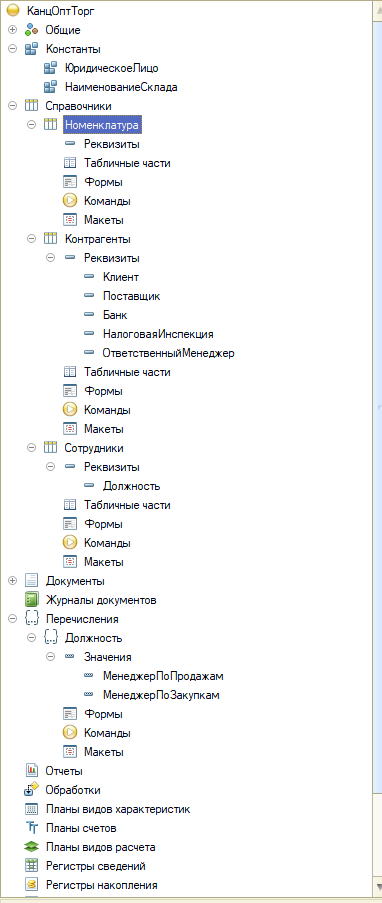 КанцОптТорг
Общие
Константы
ЮридическоеЛицо
НаименованиеСклада
Справочники
Номенклатура
Реквизиты
Табличные части
Формы
Команды
Макеты
Контрагенты
Реквизиты
Клиент
Поставщик
Банк
НалоговаяИнспекция
ОтветственныйМенеджер
Табличные части
Формы
Команды
Макеты
Сотрудники
Реквизиты
Должность
Табличные части
Формы
Команды
Макеты
Документы
Журналы документов
Перечисления
Должность
Значения
МенеджерПоПродажам
МенеджерПоЗакупкам
Формы
Команды
Макеты
Отчеты
Обработки
Планы видов характеристик
Планы счетов
Планы видов расчета
Регистры сведений
Регистры накопления